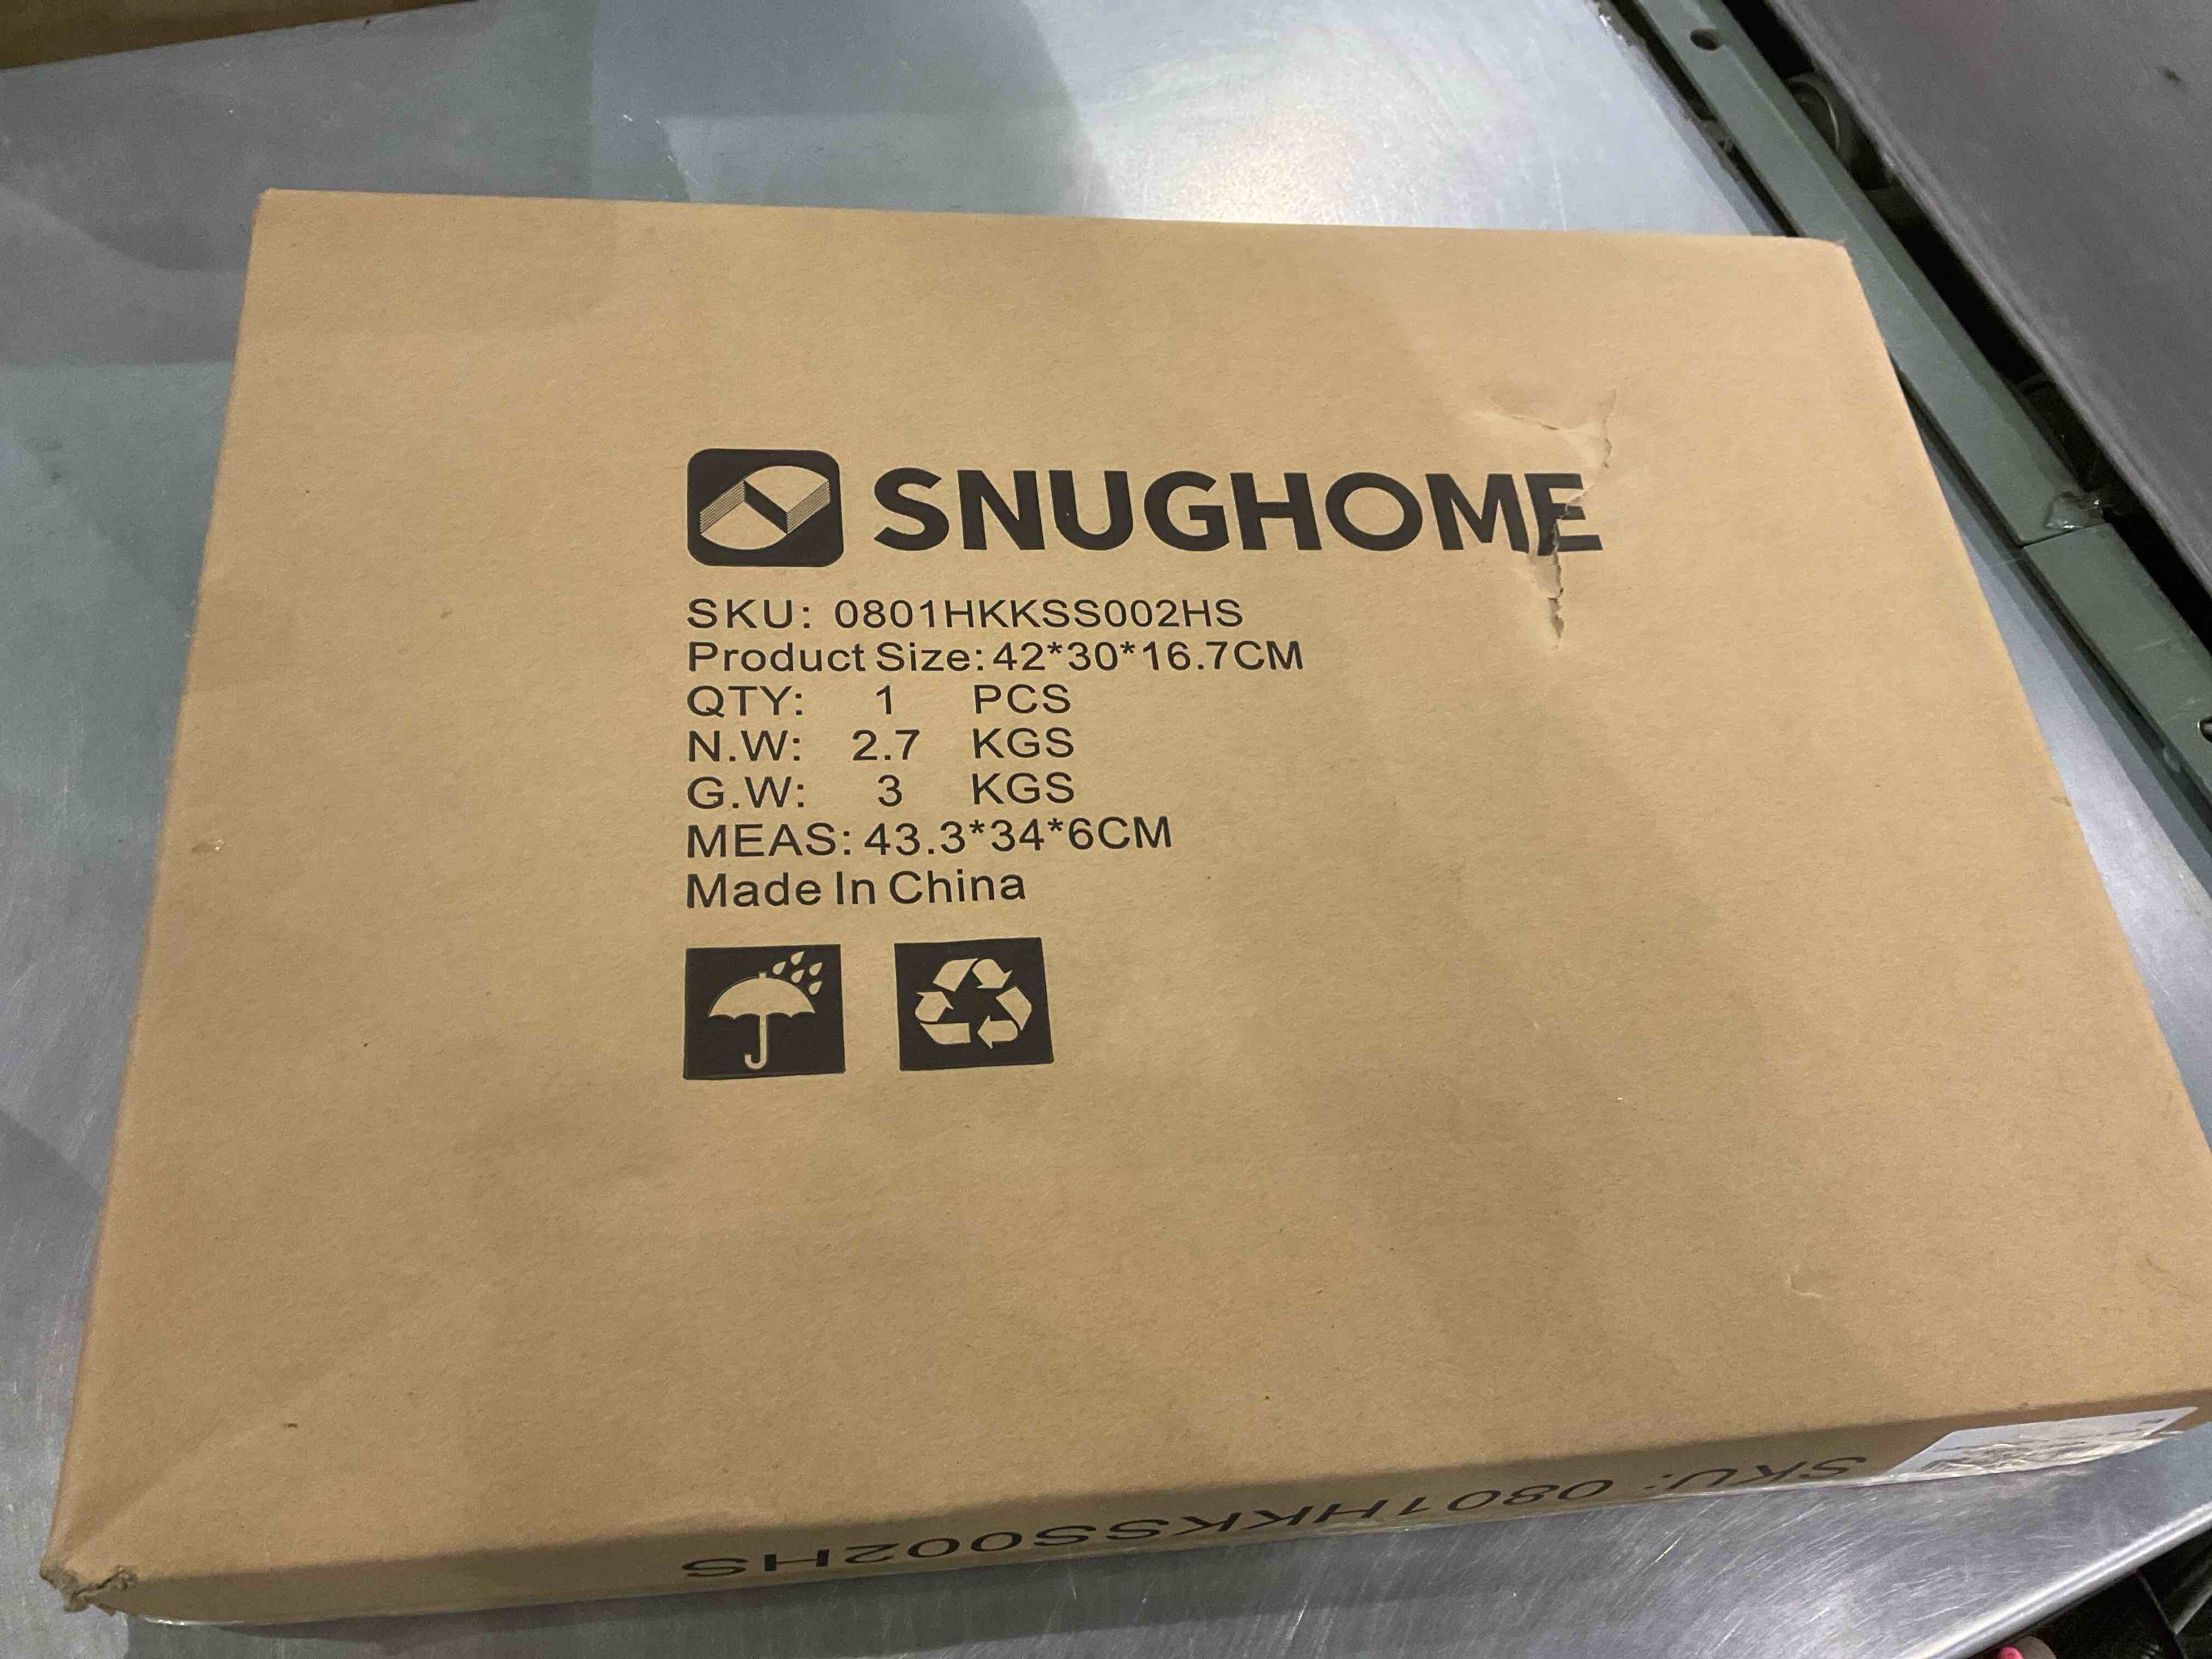 SNUGHOME
SKU: 0801HKKSS002HS
Product Size: 42*30*16.7CM
QTY: 1 PCS
N.W: 2.7 KGS
G.W: 3 KGS
MEAS: 43.3*34*6CM
Made In China
SKU: 0801HKKSS002HS